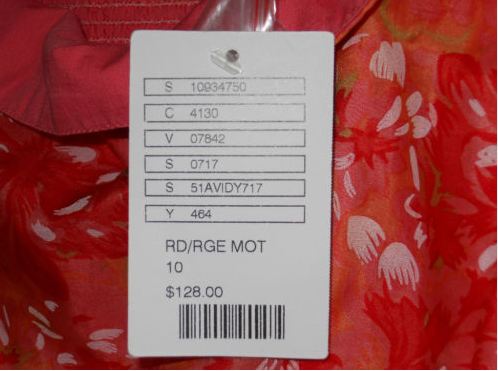 S 10934750
C 4130
V 07842
S 0717
S 51AVIDY717
Y 464
RD/RGE MOT
10
$128.00